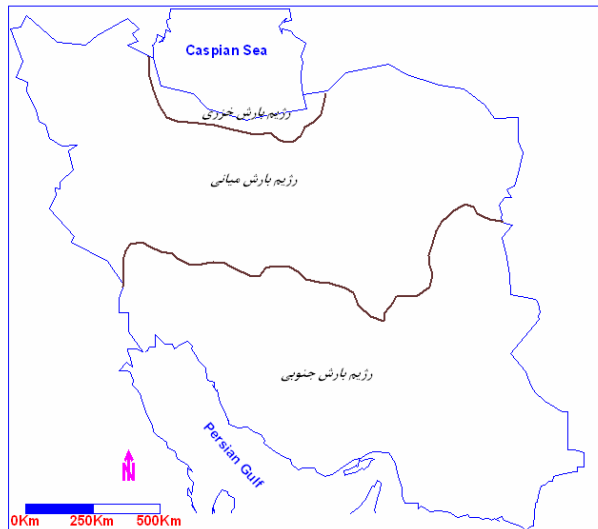 Caspian Sea
رژیم بارش خزری
رژیم بارش میانی
رژیم بارش جنوبی
Persian Gulf
N
0Km 250Km 500Km